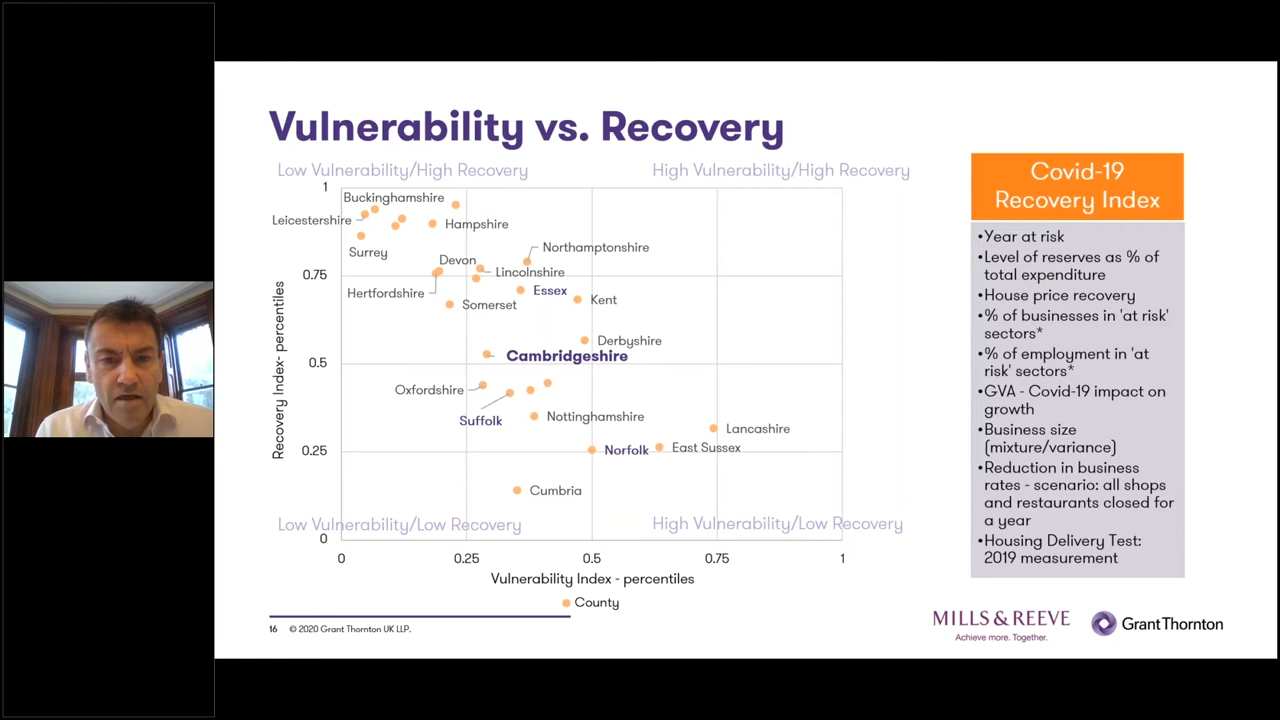 Vulnerability vs. Recovery
Low Vulnerability/High Recovery
High Vulnerability/High Recovery
1
Buckinghamshire
Leicestershire
Hampshire
Surrey
Northamptonshire
Devon
Lincolnshire
0.75
Hertfordshire
Essex
Somerset
Kent
Derbyshire
Cambridgeshire
0.5
Oxfordshire
Suffolk
Nottinghamshire
Lancashire
East Sussex
Norfolk
0.25
Cumbria
Low Vulnerability/Low Recovery
High Vulnerability/Low Recovery
0
Recovery Index- percentiles
0
0.25
0.5
0.75
1
Vulnerability Index - percentiles
County
Covid-19
Recovery Index
•Year at risk
•Level of reserves as % of
total expenditure
•House price recovery
•% of businesses in 'at risk'
sectors*
•% of employment in 'at
risk' sectors*
•GVA - Covid-19 impact on
growth
•Business size
(mixture/variance)
•Reduction in business
rates - scenario: all shops
and restaurants closed for
a year
•Housing Delivery Test:
2019 measurement
16 © 2020 Grant Thornton UK LLP.
MILLS & REEVE
Achieve more. Together.
Grant Thornton